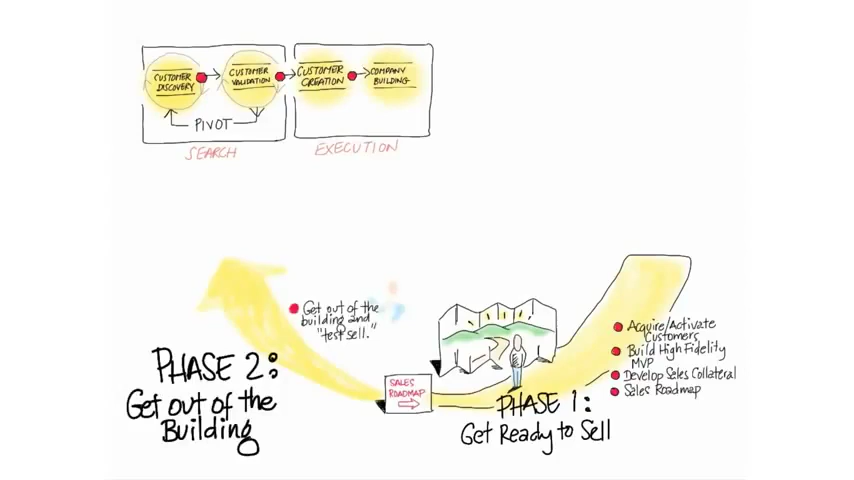 CUSTOMER
DISCOVERY
CUSTOMER
VALIDATION
CUSTOMER
CREATION
COMPANY
BUILDING
PIVOT
SEARCH
EXECUTION
Get out of the
building and
"test sell."
PHASE 2:
Get out of the
Building
SALES
ROADMAP
PHASE 1:
Get Ready to Sell
Acquire/Activate
Customers
Build High Fidelity
MVP
Develop Sales Collateral
Sales Roadmap